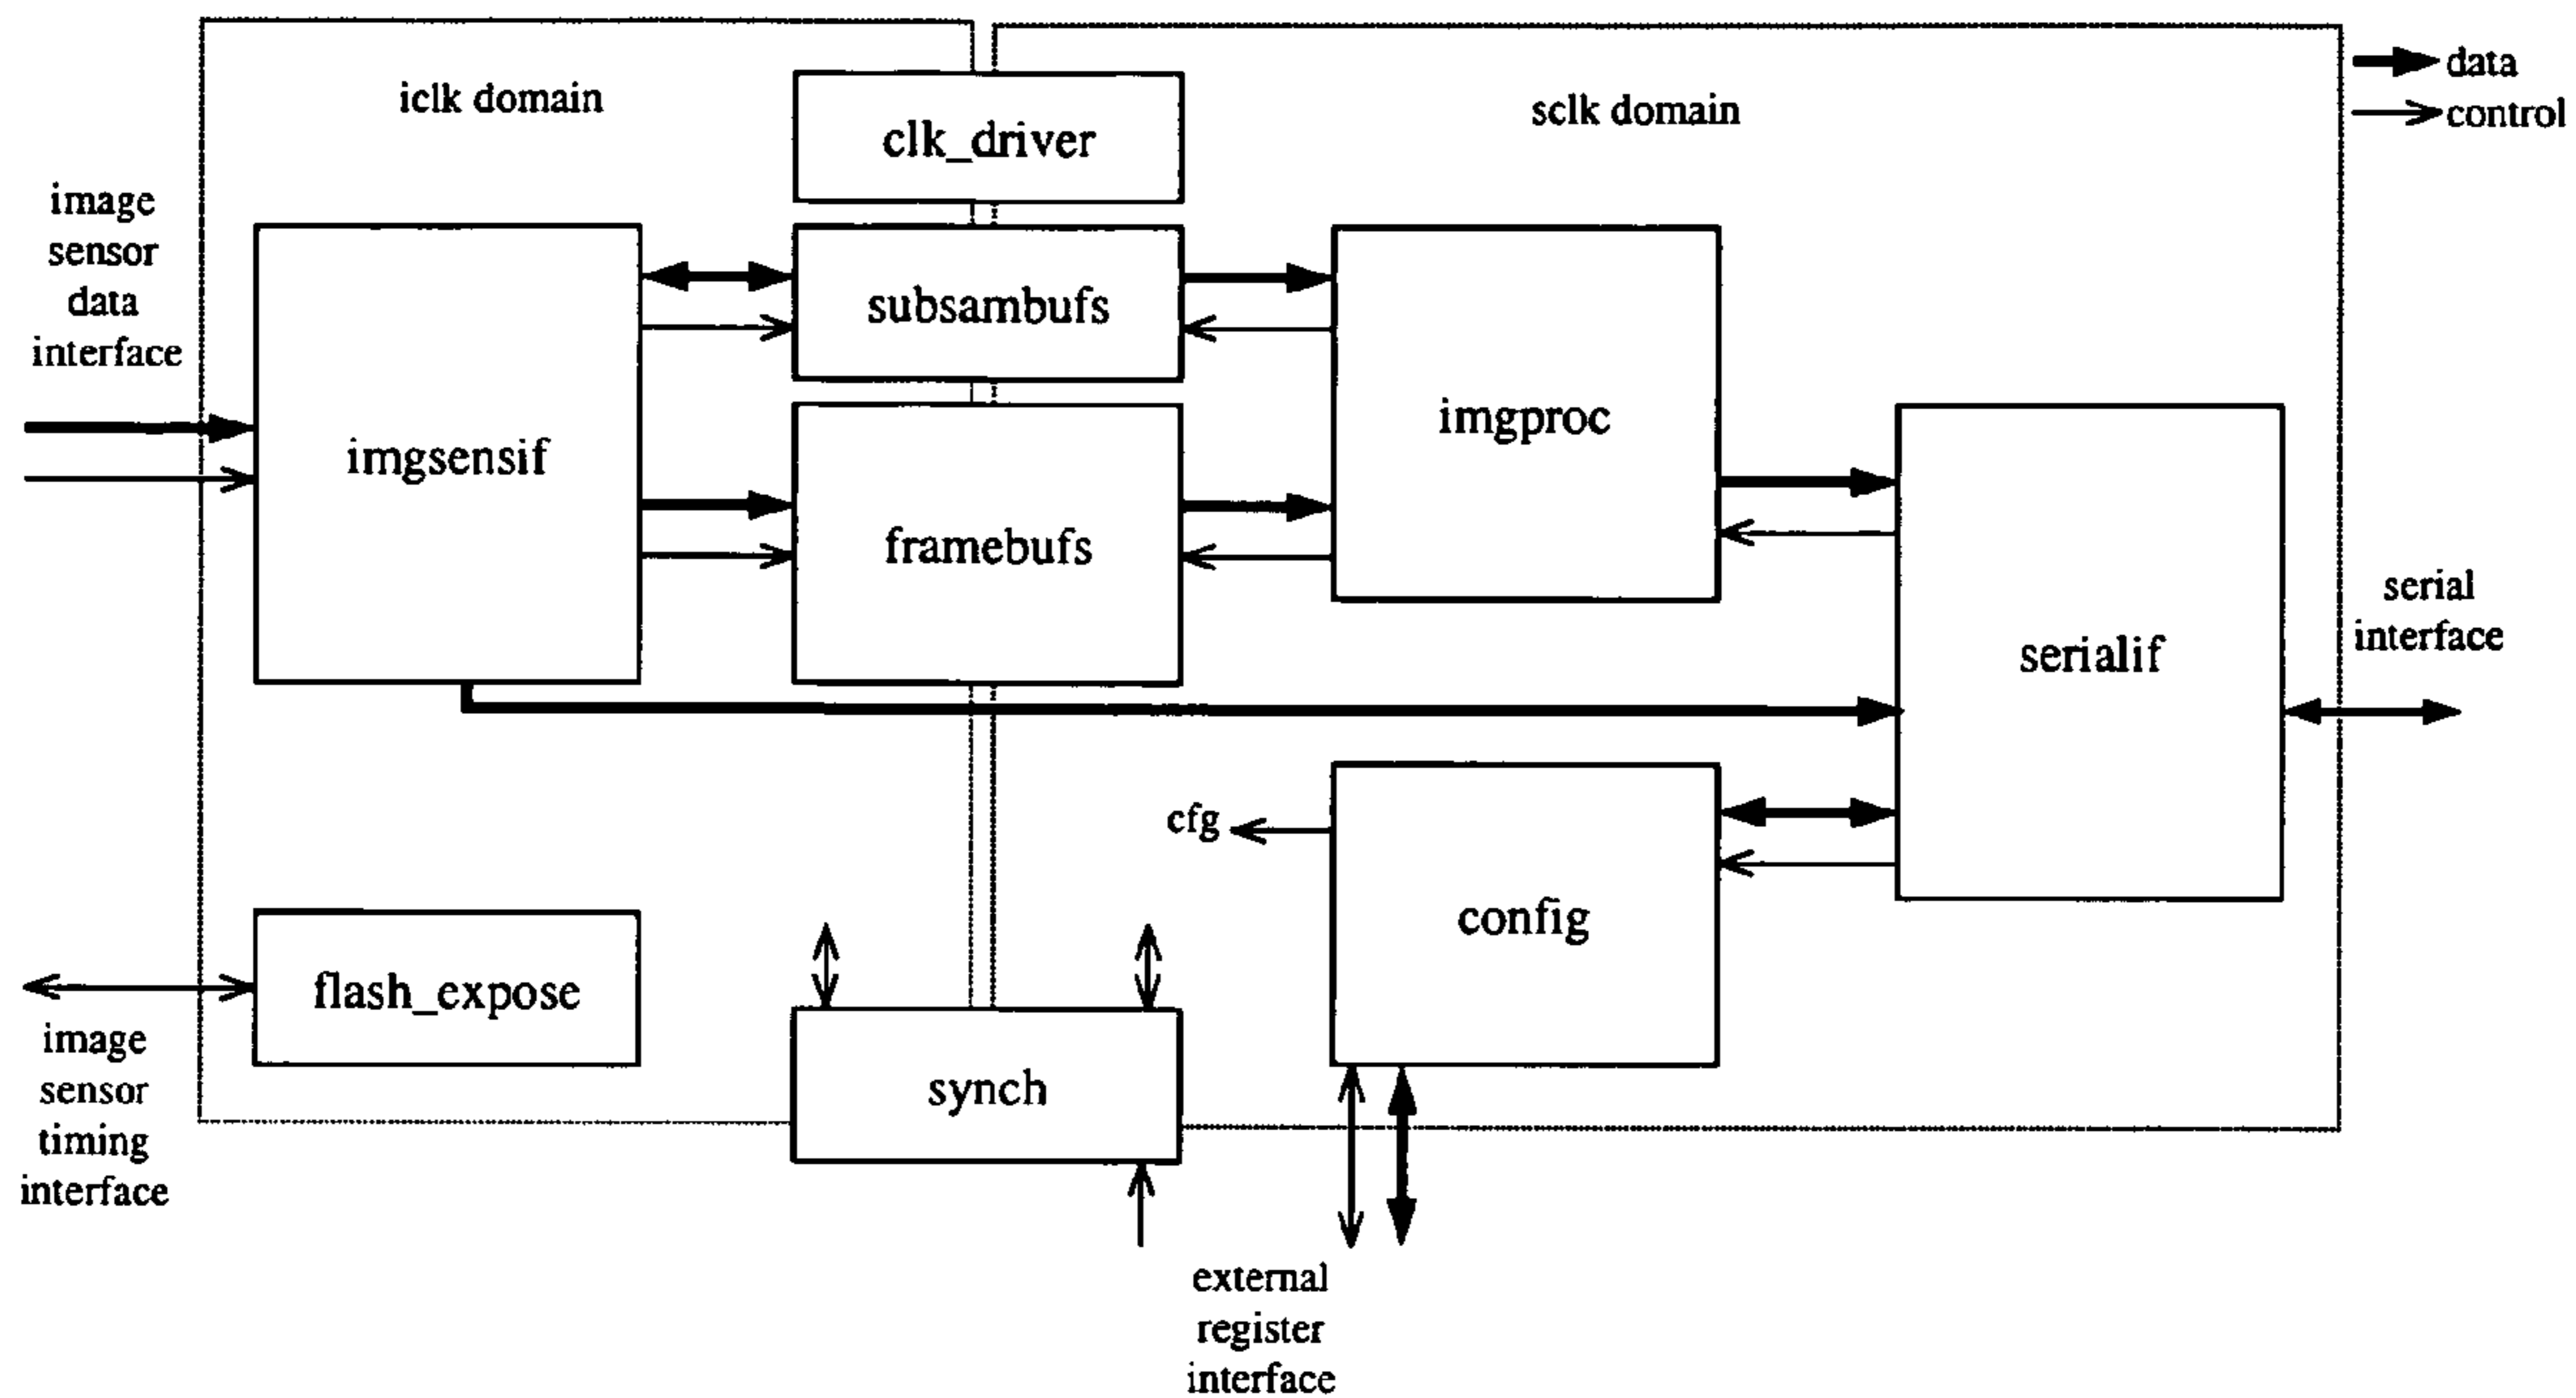 iclk domain
sclk domain
data
control
clk_driver
image
sensor
data
interface
subsambufs
imgproc
imgsensif
framebufs
serial
interface
serialif
cfg
config
flash_expose
synch
image
sensor
timing
interface
external
register
interface